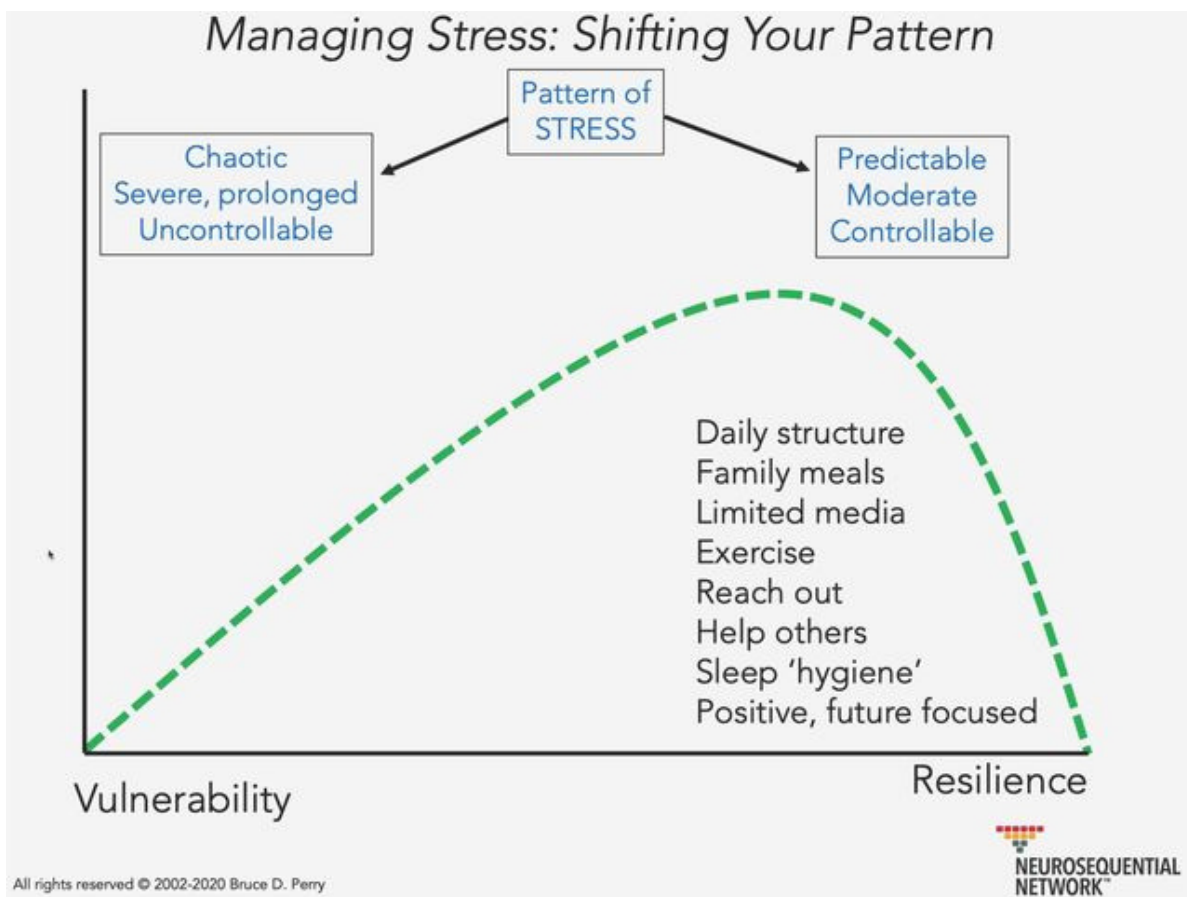 Managing Stress: Shifting Your Pattern
Pattern of
STRESS
Chaotic
Severe, prolonged
Uncontrollable
Predictable
Moderate
Controllable
Daily structure
Family meals
Limited media
Exercise
Reach out
Help others
Sleep ‘hygiene’
Positive, future focused
Vulnerability
Resilience
All rights reserved © 2002-2020 Bruce D. Perry
NEUROSEQUENTIAL
NETWORK™